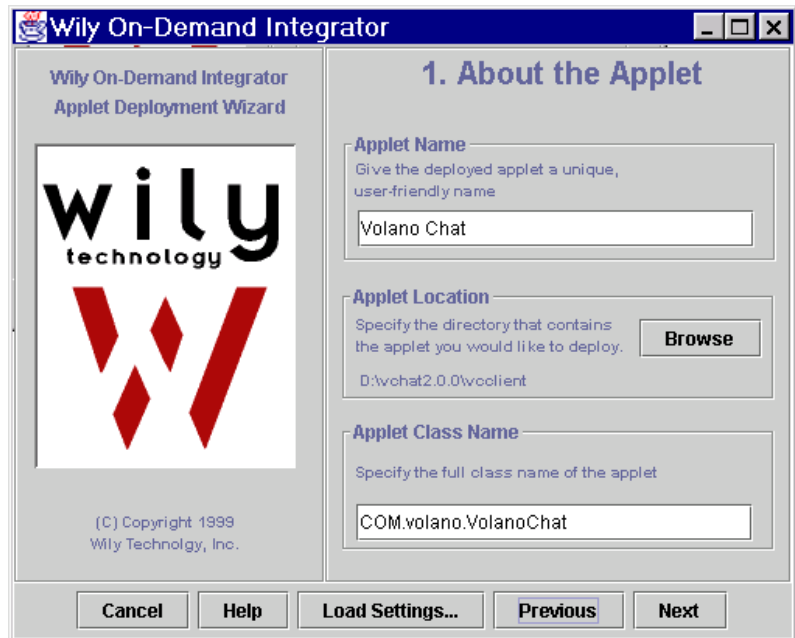 Wily On-Demand Integrator
Wily On-Demand Integrator
Applet Deployment Wizard
wily
technology
(C) Copyright 1999
Wily Technolgy, Inc.
1. About the Applet
Applet Name
Give the deployed applet a unique,
user-friendly name
Volano Chat
Applet Location
Specify the directory that contains
the applet you would like to deploy.
Browse
D:\vchat2.0.0\vcclient
Applet Class Name
Specify the full class name of the applet
COM.volano.VolanoChat
Cancel Help Load Settings... Previous Next